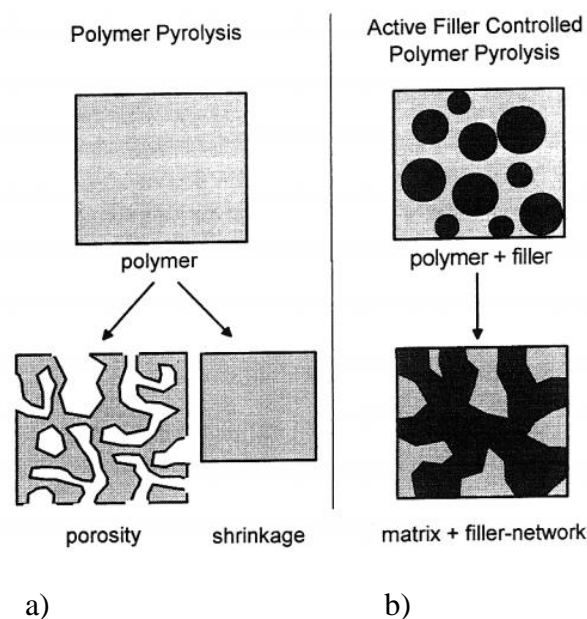 Polymer Pyrolysis
polymer
porosity
shrinkage
Active Filler Controlled
Polymer Pyrolysis
polymer + filler
matrix + filler-network
a)
b)